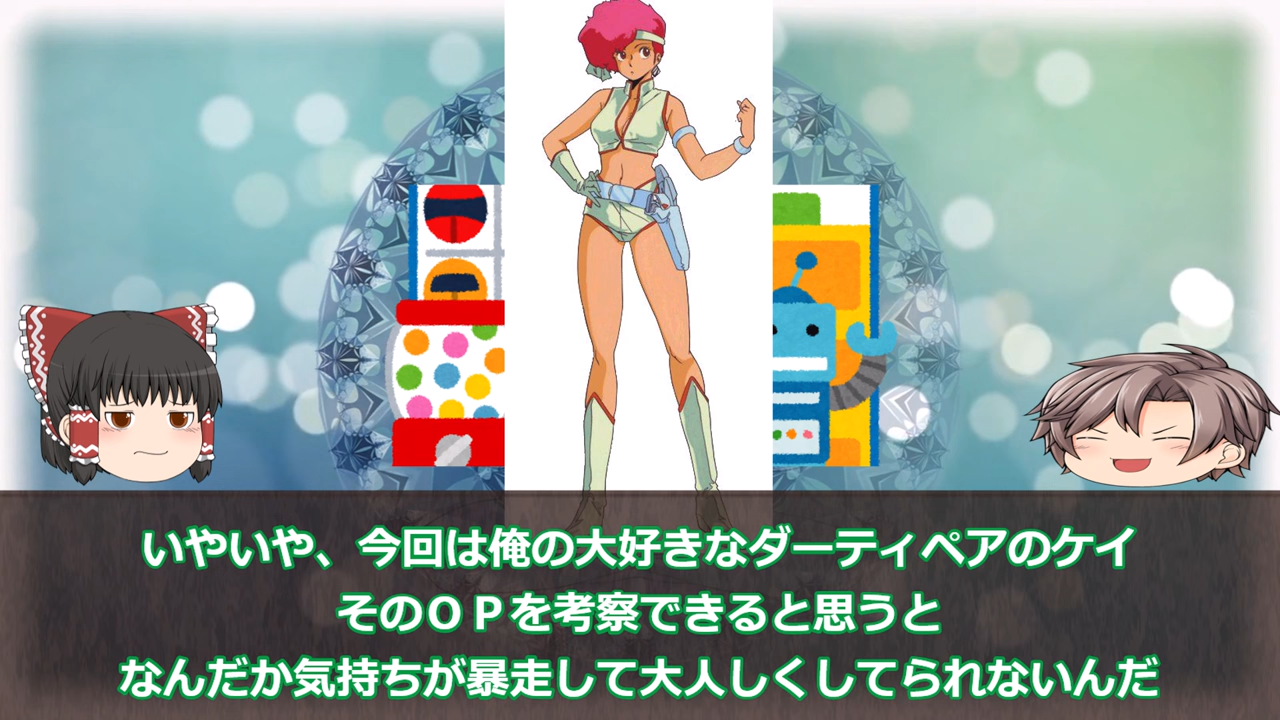 いやいや、今回は俺の大好きなダーティペアのケイ
そのＯＰを考察できると思うと
なんだか気持ちが暴走して大人しくしてられないんだ